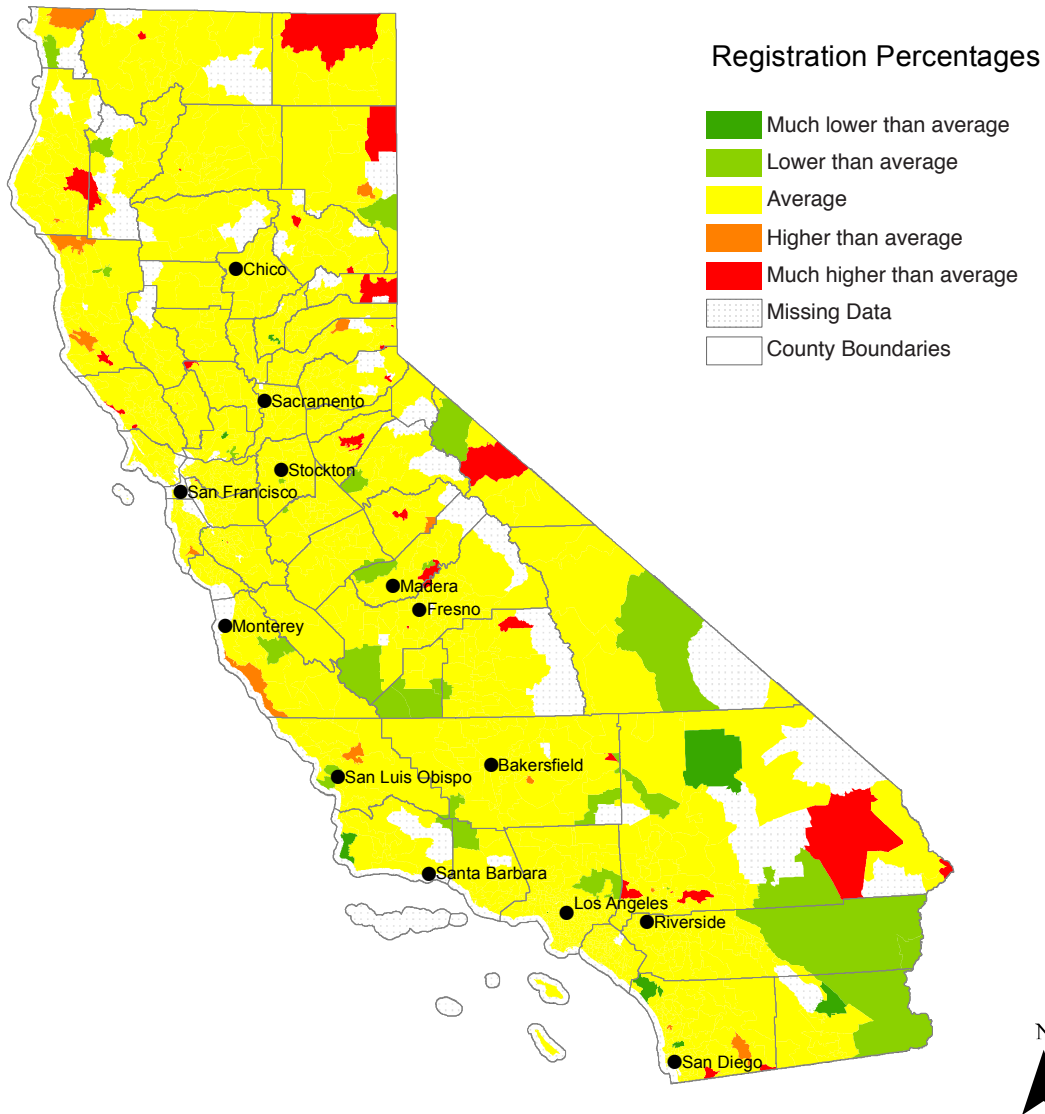 Registration Percentages
Much lower than average
Lower than average
Average
Higher than average
Much higher than average
Missing Data
County Boundaries
Chico
Sacramento
Stockton
San Francisco
Madera
Fresno
Monterey
Bakersfield
San Luis Obispo
Santa Barbara
Los Angeles
Riverside
San Diego
N